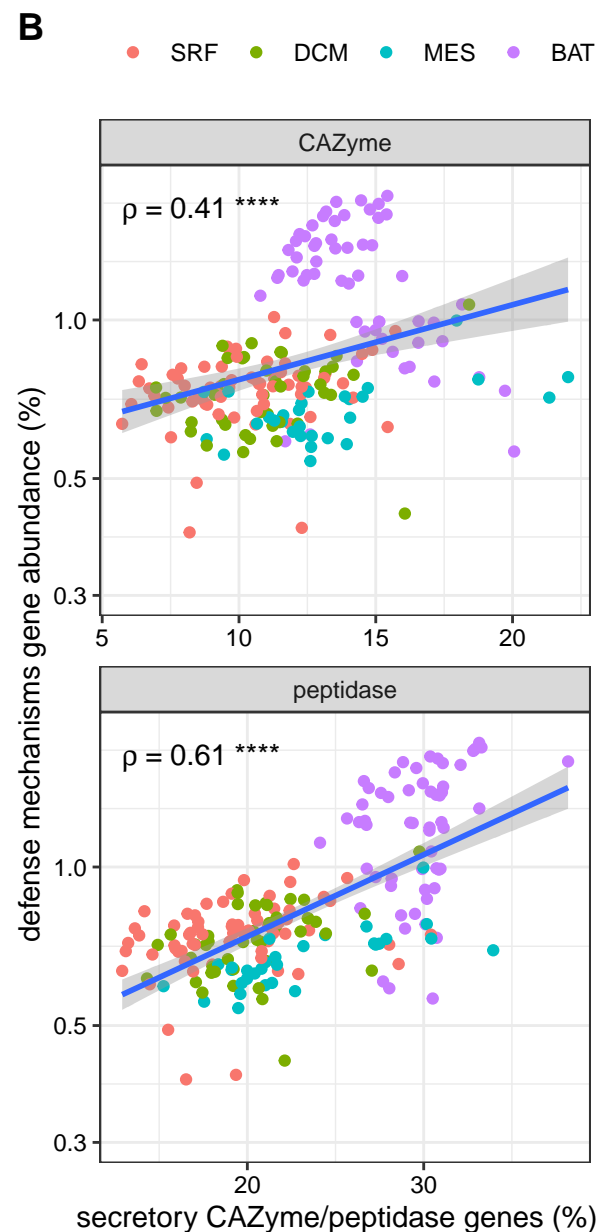 B
SRF DCM MES BAT
CAZyme
ρ = 0.41 ****
1.0
0.5
0.3
5 10 15 20
defense mechanisms gene abundance (%)
peptidase
ρ = 0.61 ****
1.0
0.5
0.3
20 30
secretory CAZyme/peptidase genes (%)